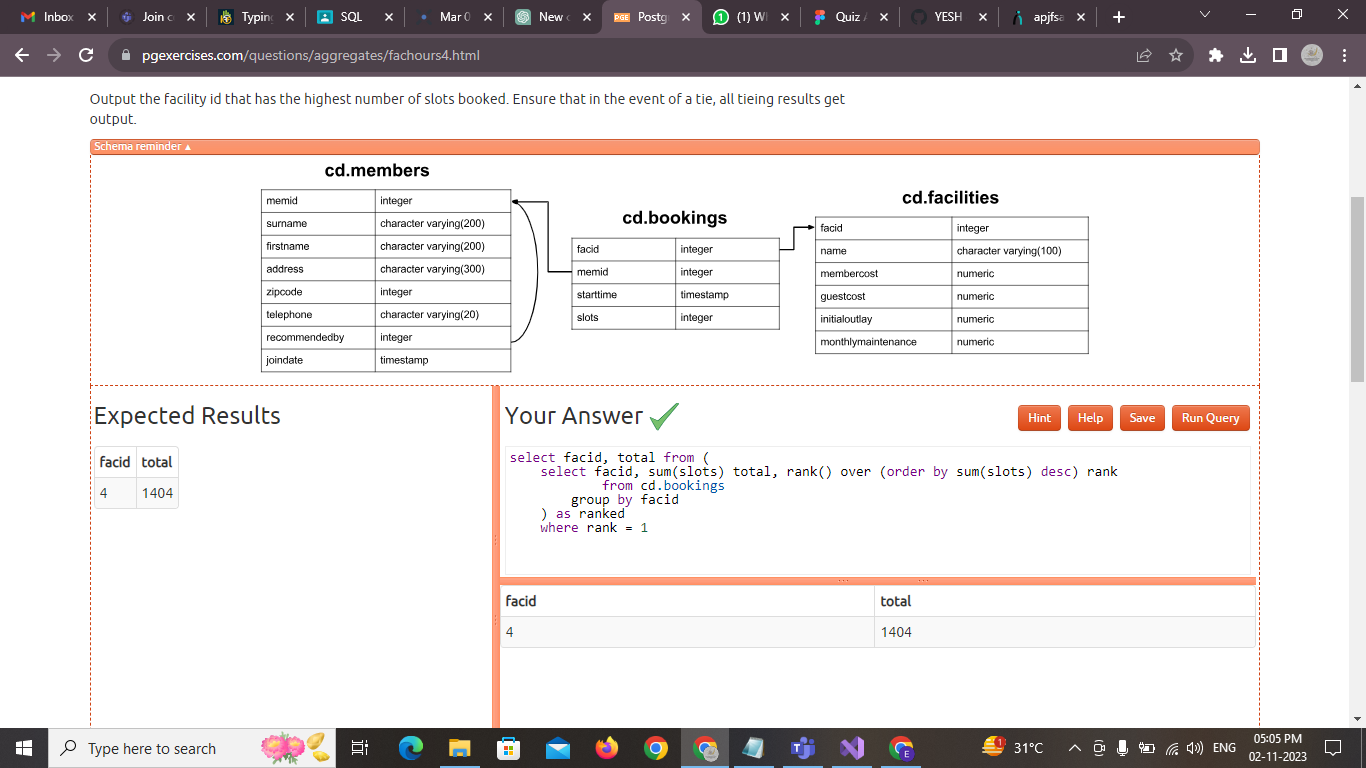 Inbox
Join c
Typing
SQL
Mar 0
New c
PGE
Postg
1
(1) W
Quiz /
YESH
apjfsa
pgexercises.com/questions/aggregates/fachours4.html
Output the facility id that has the highest number of slots booked. Ensure that in the event of a tie, all tieing results get
output.
Schema reminder ▴
cd.members
memid integer
surname character varying(200)
firstname character varying(200)
address character varying(300)
zipcode integer
telephone character varying(20)
recommendedby integer
joindate timestamp
cd.bookings
facid integer
memid integer
starttime timestamp
slots integer
cd.facilities
facid integer
name character varying(100)
membercost numeric
guestcost numeric
initialoutlay numeric
monthlymaintenance numeric
Expected Results
facid total
4 1404
Your Answer
Hint Help Save Run Query
select facid, total from (
select facid, sum(slots) total, rank() over (order by sum(slots) desc) rank
from cd.bookings
group by facid
) as ranked
where rank = 1
facid total
4 1404
Type here to search
E
1
31°C
ENG
05:05 PM
02-11-2023